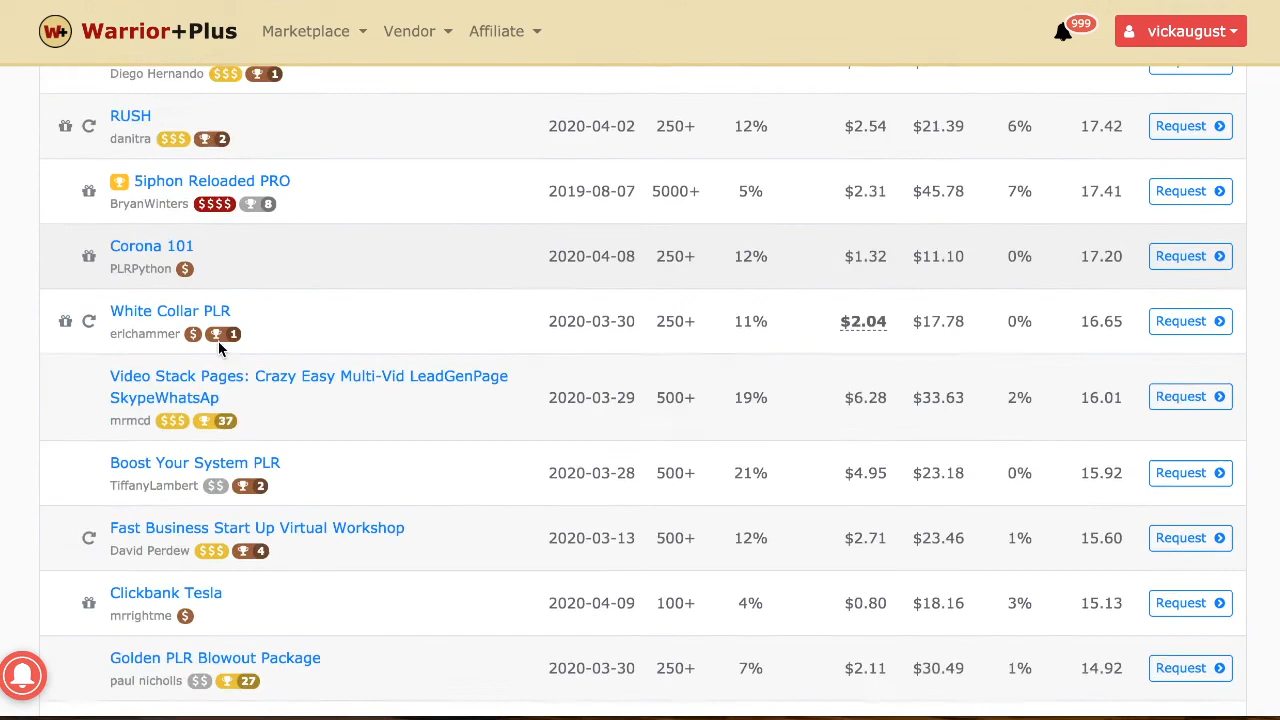 W+ Warrior+Plus Marketplace Vendor Affiliate 999 vickaugust
Diego Hernando $$$ 1
RUSH
danitra $$$ 2
2020-04-02 250+ 12% $2.54 $21.39 6% 17.42 Request
5iphon Reloaded PRO
BryanWinters $$$$ 8
2019-08-07 5000+ 5% $2.31 $45.78 7% 17.41 Request
Corona 101
PLRPython $
2020-04-08 250+ 12% $1.32 $11.10 0% 17.20 Request
White Collar PLR
erichammer $ 1
2020-03-30 250+ 11% $2.04 $17.78 0% 16.65 Request
Video Stack Pages: Crazy Easy Multi-Vid LeadGenPage
SkypeWhatsAp
mrmcd $$$ 37
2020-03-29 500+ 19% $6.28 $33.63 2% 16.01 Request
Boost Your System PLR
TiffanyLambert $$ 2
2020-03-28 500+ 21% $4.95 $23.18 0% 15.92 Request
Fast Business Start Up Virtual Workshop
David Perdew $$$ 4
2020-03-13 500+ 12% $2.71 $23.46 1% 15.60 Request
Clickbank Tesla
mrrightme $
2020-04-09 100+ 4% $0.80 $18.16 3% 15.13 Request
Golden PLR Blowout Package
paul nicholls $$ 27
2020-03-30 250+ 7% $2.11 $30.49 1% 14.92 Request